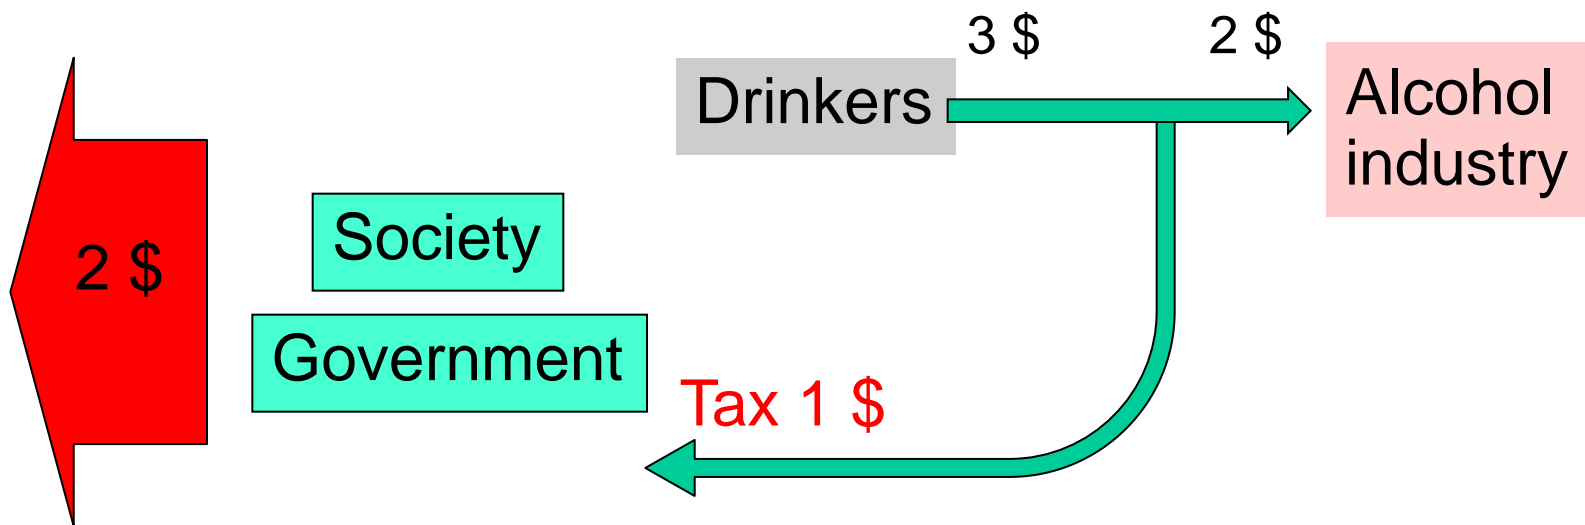 3 $
2 $
Drinkers
Alcohol
industry
Society
2 $
Government
Tax 1 $